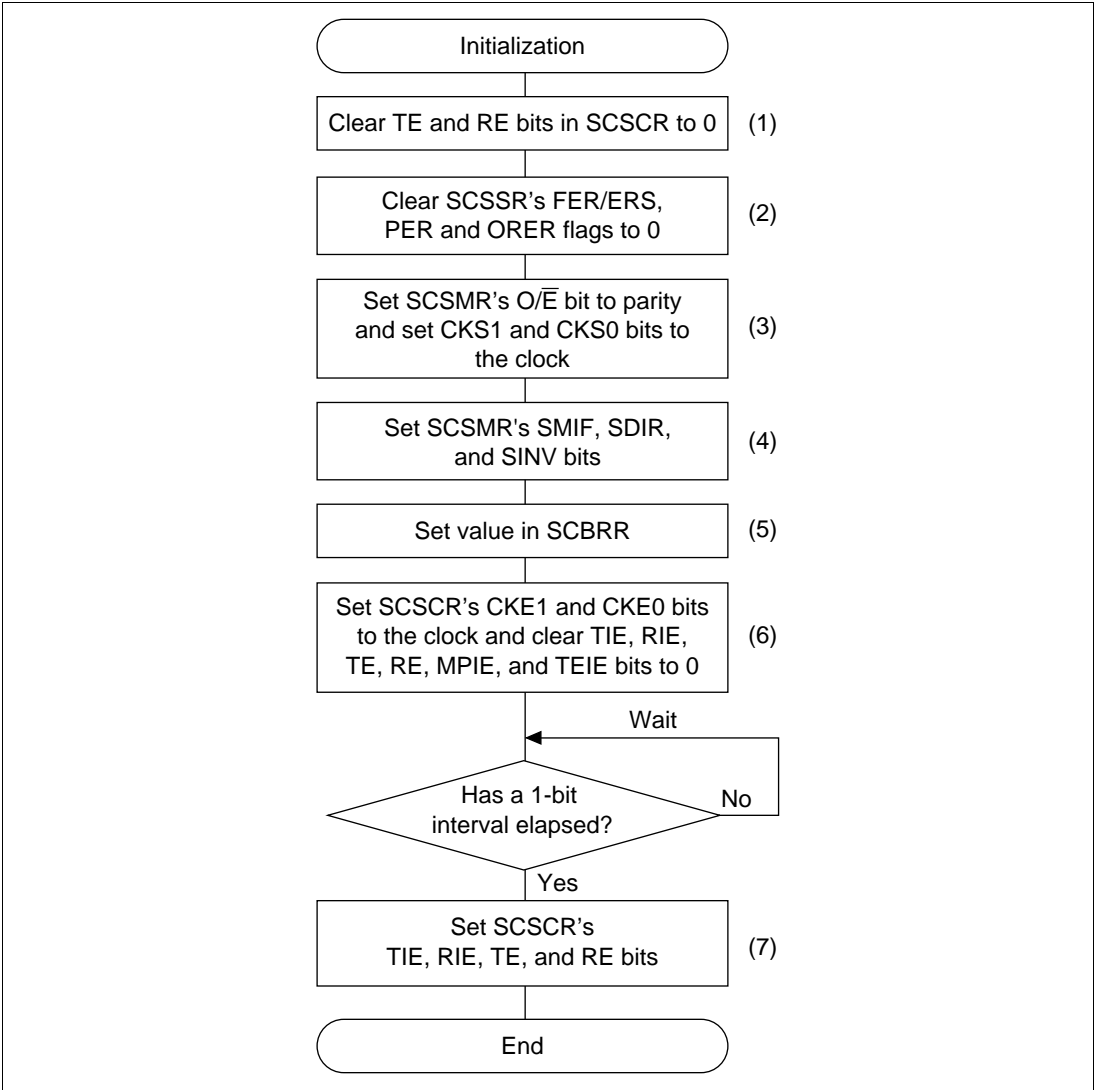 Initialization
Clear TE and RE bits in SCSCR to 0 (1)
Clear SCSSR’s FER/ERS,
PER and ORER flags to 0
(2)
Set SCSMR’s O/E̅ bit to parity
and set CKS1 and CKS0 bits to
the clock
(3)
Set SCSMR's SMIF, SDIR,
and SINV bits
(4)
Set value in SCBRR (5)
Set SCSCR’s CKE1 and CKE0 bits
to the clock and clear TIE, RIE,
TE, RE, MPIE, and TEIE bits to 0
(6)
Wait
Has a 1-bit
interval elapsed?
No
Yes
Set SCSCR’s
TIE, RIE, TE, and RE bits
(7)
End